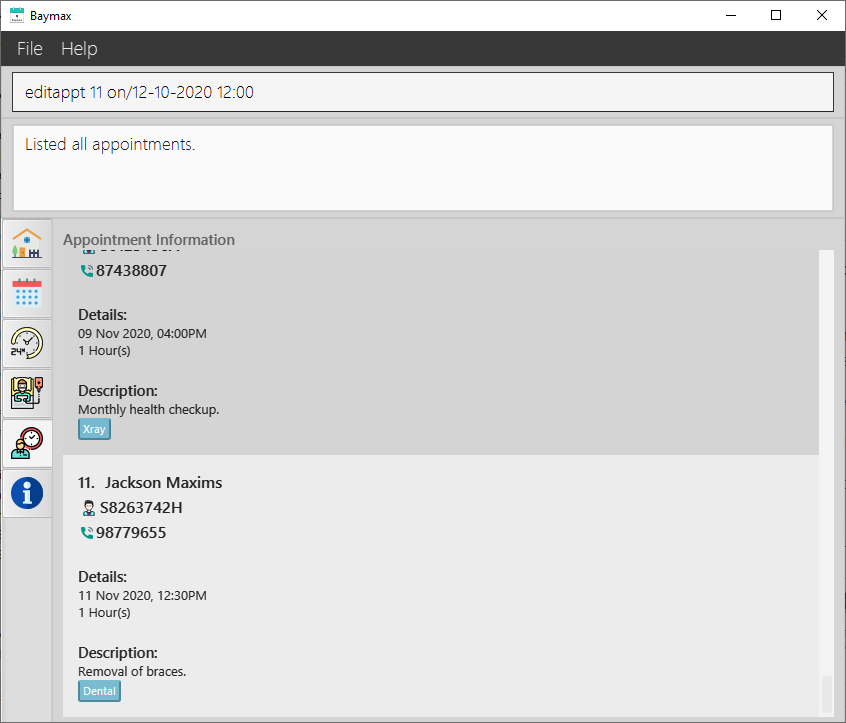 Baymax
File Help
editappt 11 on/12-10-2020 12:00
Listed all appointments.
Appointment Information
87438807
Details:
09 Nov 2020, 04:00PM
1 Hour(s)
Description:
Monthly health checkup.
Xray
11. Jackson Maxims
S8263742H
98779655
Details:
11 Nov 2020, 12:30PM
1 Hour(s)
Description:
Removal of braces.
Dental